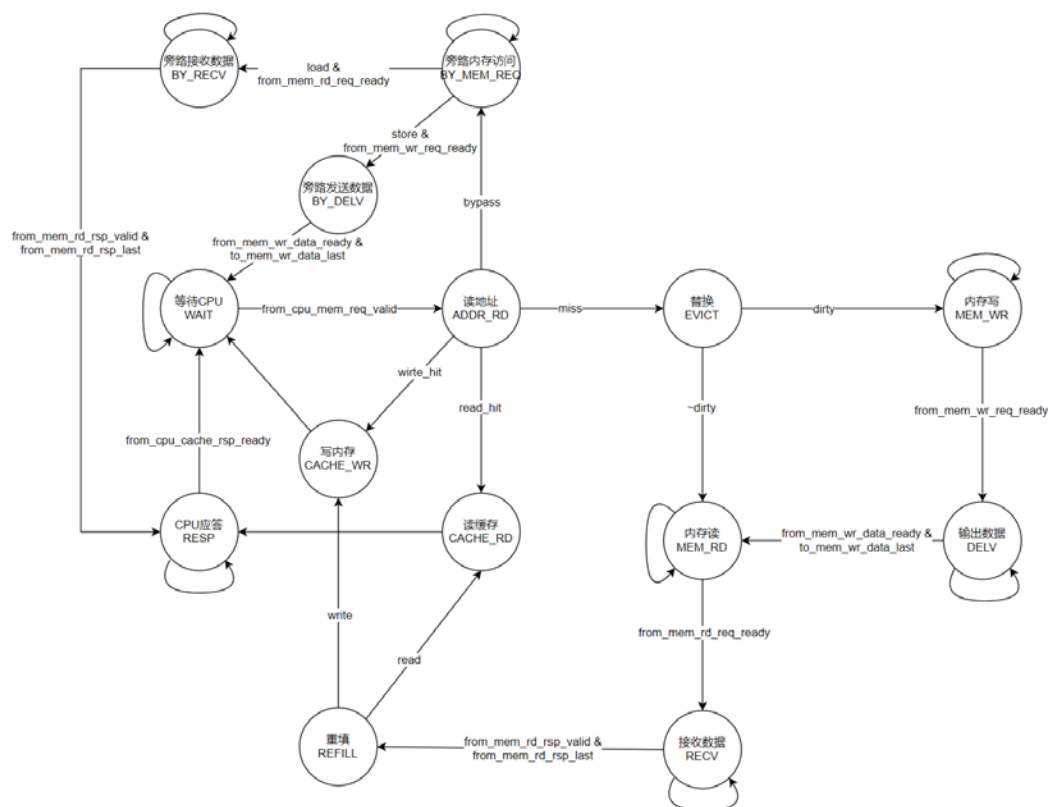 旁路接收数据
BY_RECV
load &
from_mem_rd_req_ready
旁路内存访问
BY_MEM_REQ
store &
from_mem_wr_req_ready
旁路发送数据
BY_DELV
bypass
from_mem_rd_rsp_valid &
from_mem_rd_rsp_last
from_mem_wr_data_ready &
to_mem_wr_data_last
等待CPU
WAIT
from_cpu_mem_req_valid
读地址
ADDR_RD
miss
替换
EVICT
dirty
内存写
MEM_WR
wirte_hit
read_hit
~dirty
from_mem_wr_req_ready
from_cpu_cache_rsp_ready
写内存
CACHE_WR
CPU应答
RESP
读缓存
CACHE_RD
内存读
MEM_RD
from_mem_wr_data_ready &
to_mem_wr_data_last
输出数据
DELV
write
read
from_mem_rd_req_ready
重填
REFILL
from_mem_rd_rsp_valid &
from_mem_rd_rsp_last
接收数据
RECV